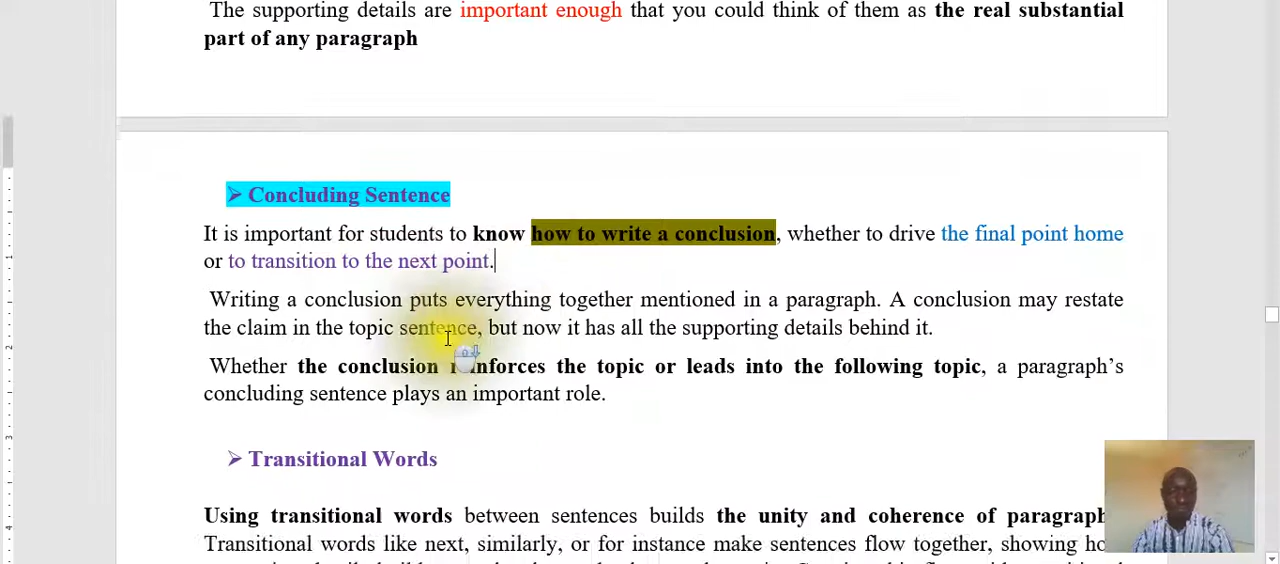 The supporting details are important enough that you could think of them as the real substantial
part of any paragraph
➢ Concluding Sentence
It is important for students to know how to write a conclusion, whether to drive the final point home
or to transition to the next point.
Writing a conclusion puts everything together mentioned in a paragraph. A conclusion may restate
the claim in the topic sentence, but now it has all the supporting details behind it.
Whether the conclusion reinforces the topic or leads into the following topic, a paragraph's
concluding sentence plays an important role.
➢ Transitional Words
Using transitional words between sentences builds the unity and coherence of paragraph
Transitional words like next, similarly, or for instance make sentences flow together, showing ho